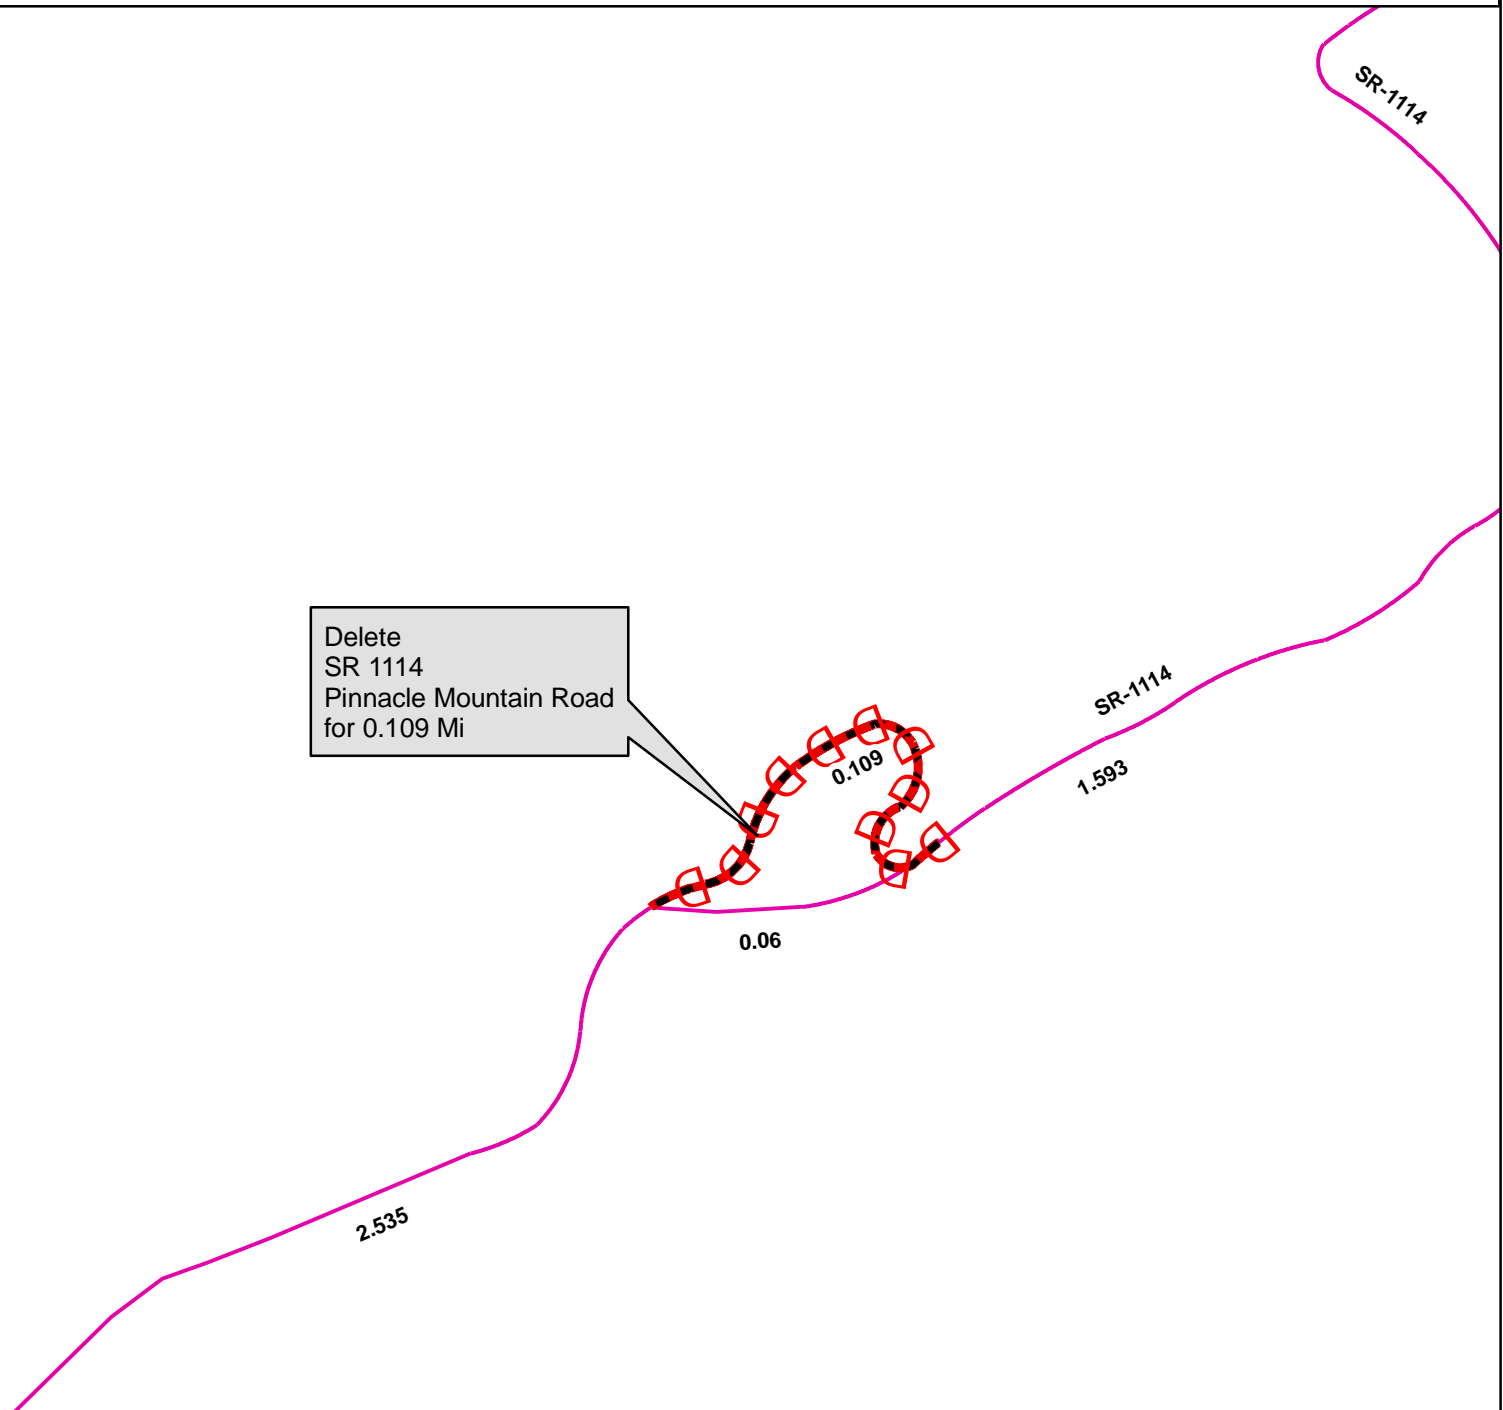 SR-1114
Delete
SR 1114
Pinnacle Mountain Road
for 0.109 Mi
SR-1114
0.109
1.593
0.06
2.535